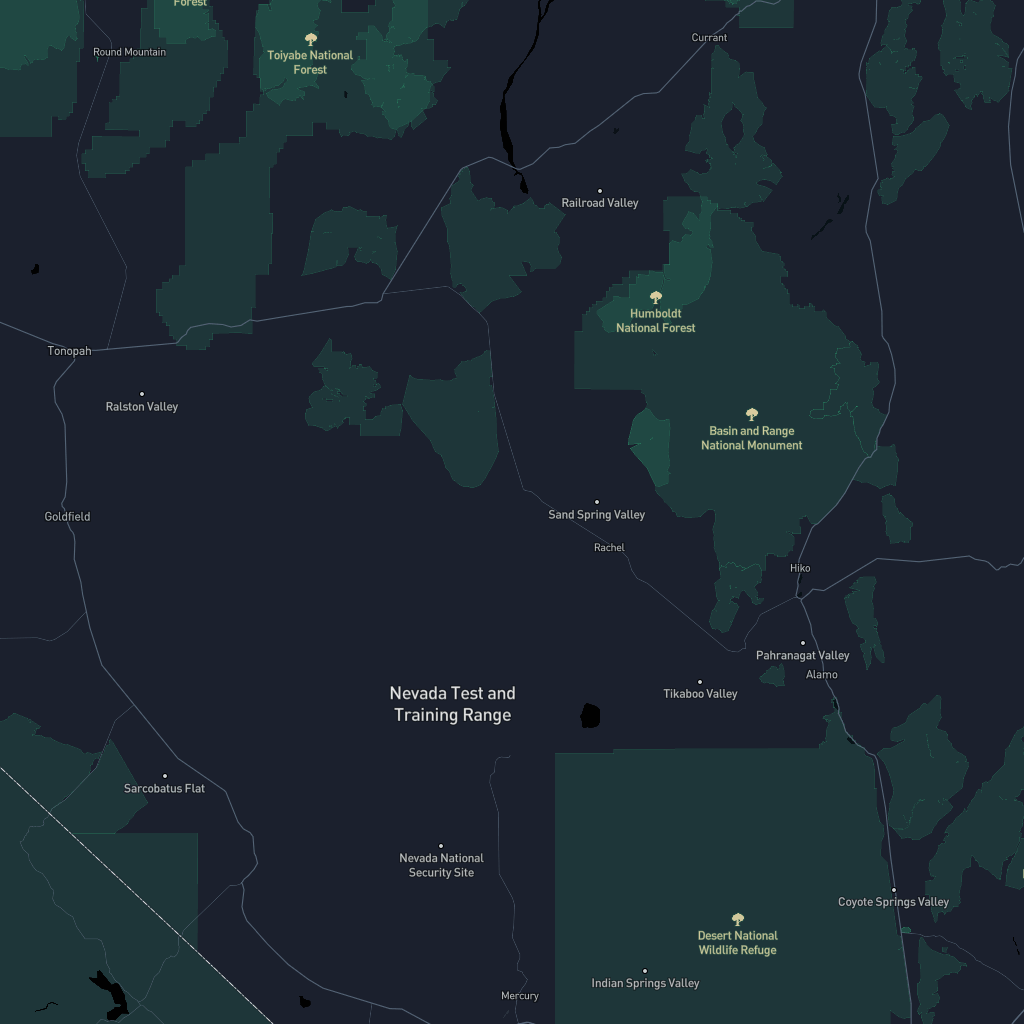 Forest
Currant
Round Mountain
Toiyabe National
Forest
Railroad Valley
Humboldt
National Forest
Tonopah
Ralston Valley
Basin and Range
National Monument
Goldfield
Sand Spring Valley
Rachel
Hiko
Pahranagat Valley
Alamo
Tikaboo Valley
Nevada Test and
Training Range
Sarcobatus Flat
Nevada National
Security Site
Coyote Springs Valley
Desert National
Wildlife Refuge
Indian Springs Valley
Mercury